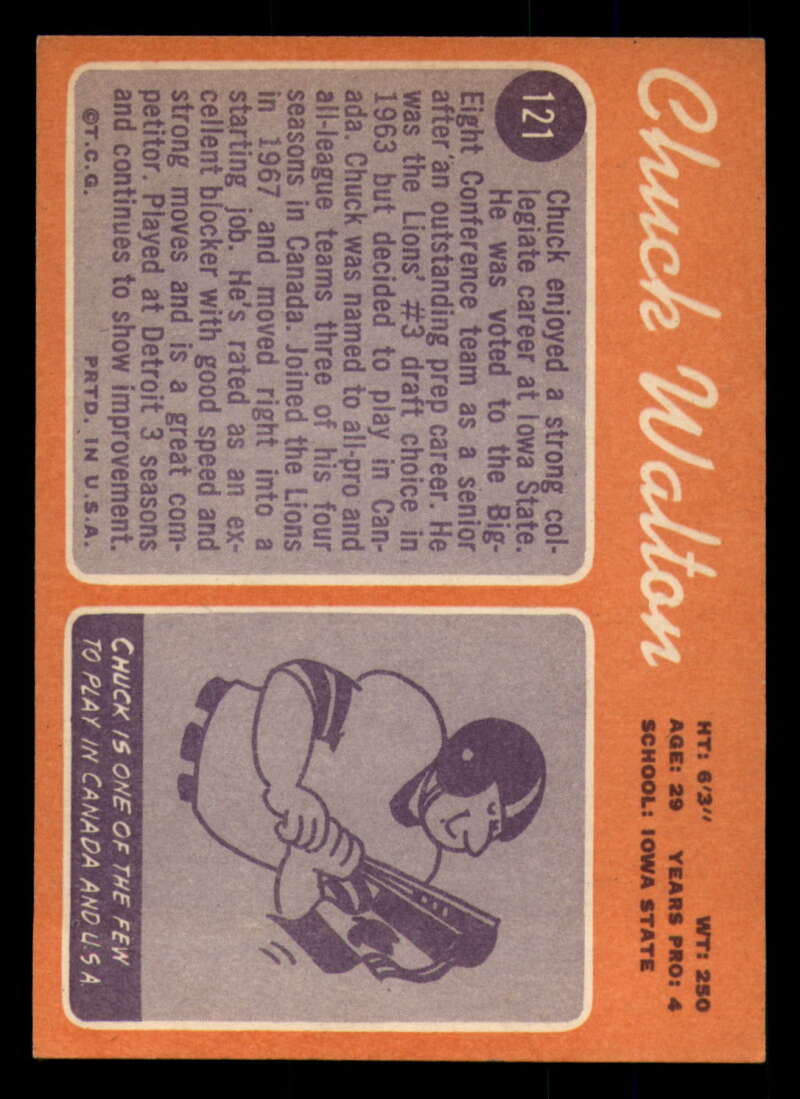 Chuck Walton
HT: 6'3" WT: 250
AGE: 29 YEARS PRO: 4
SCHOOL: IOWA STATE
121
Chuck enjoyed a strong col-
legiate career at Iowa State.
He was voted to the Big-
Eight Conference team as a senior
after an outstanding prep career. He
was the Lions' #3 draft choice in
1963 but decided to play in Can-
ada. Chuck was named to all-pro and
all-league teams three of his four
seasons in Canada. Joined the Lions
in 1967 and moved right into a
starting job. He's rated as an ex-
cellent blocker with good speed and
strong moves and is a great com-
petitor. Played at Detroit 3 seasons
and continues to show improvement.
©T.C.G. PRTD. IN U.S.A.
CHUCK IS ONE OF THE FEW
TO PLAY IN CANADA AND U.S.A.